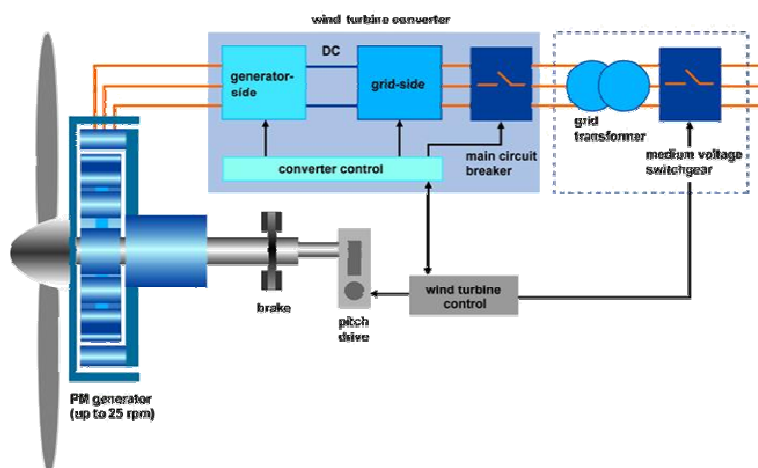 wind turbine converter
DC
generator-
side
grid-side
converter control
main circuit
breaker
grid
transformer
medium voltage
switchgear
brake
pitch
drive
wind turbine
control
PM generator
(up to 25 rpm)